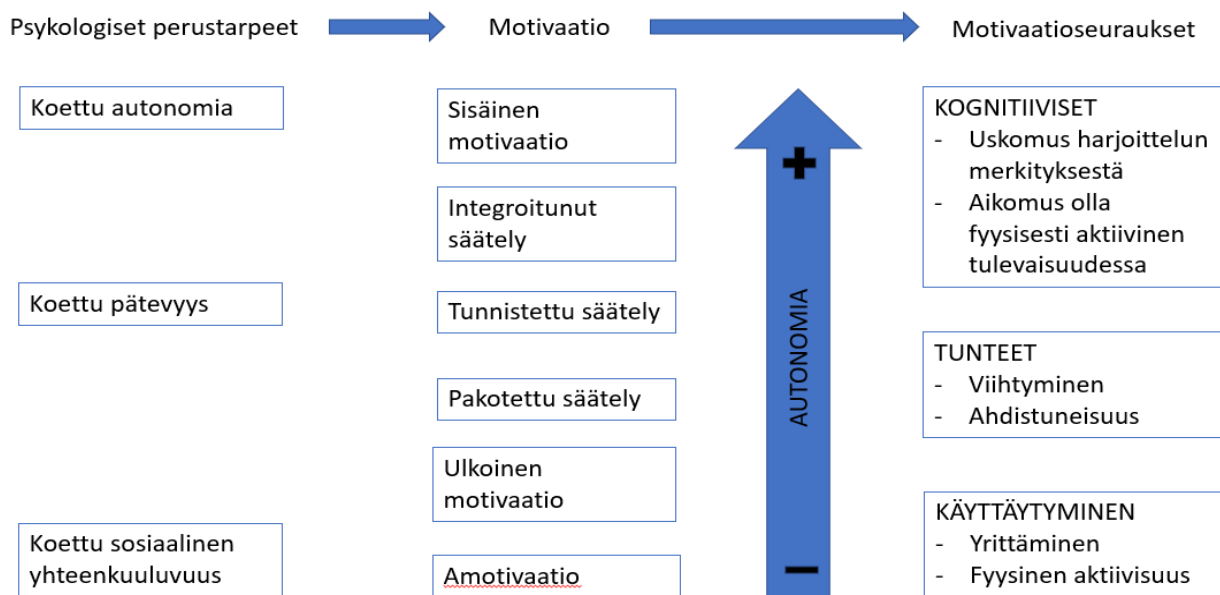 Psykologiset perustarpeet
Motivaatio
Motivaatioseuraukset
Koettu autonomia
Koettu pätevyys
Koettu sosiaalinen
yhteenkuuluvuus
Sisäinen
motivaatio
Integroitunut
säätely
Tunnistettu säätely
Pakotettu säätely
Ulkoinen
motivaatio
Amotivaatio
+
AUTONOMIA
−
KOGNITIIVISET
- Uskomus harjoittelun
merkityksestä
- Aikomus olla
fyysisesti aktiivinen
tulevaisuudessa
TUNTEET
- Viihtyminen
- Ahdistuneisuus
KÄYTTÄYTYMINEN
- Yrittäminen
- Fyysinen aktiivisuus